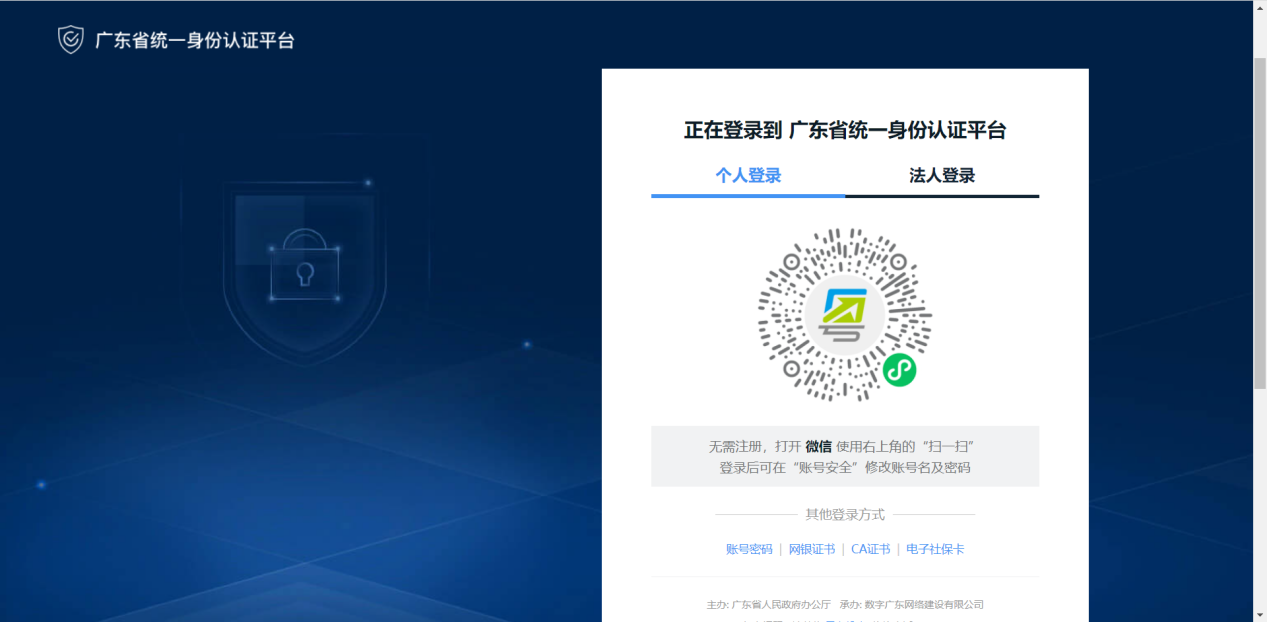 广东省统一身份认证平台
正在登录到 广东省统一身份认证平台
个人登录 法人登录
无需注册，打开 微信 使用右上角的“扫一扫”
登录后可在“账号安全”修改账号名及密码
其他登录方式
账号密码 | 网银证书 | CA证书 | 电子社保卡
主办: 广东省人民政府办公厅 承办: 数字广东网络建设有限公司